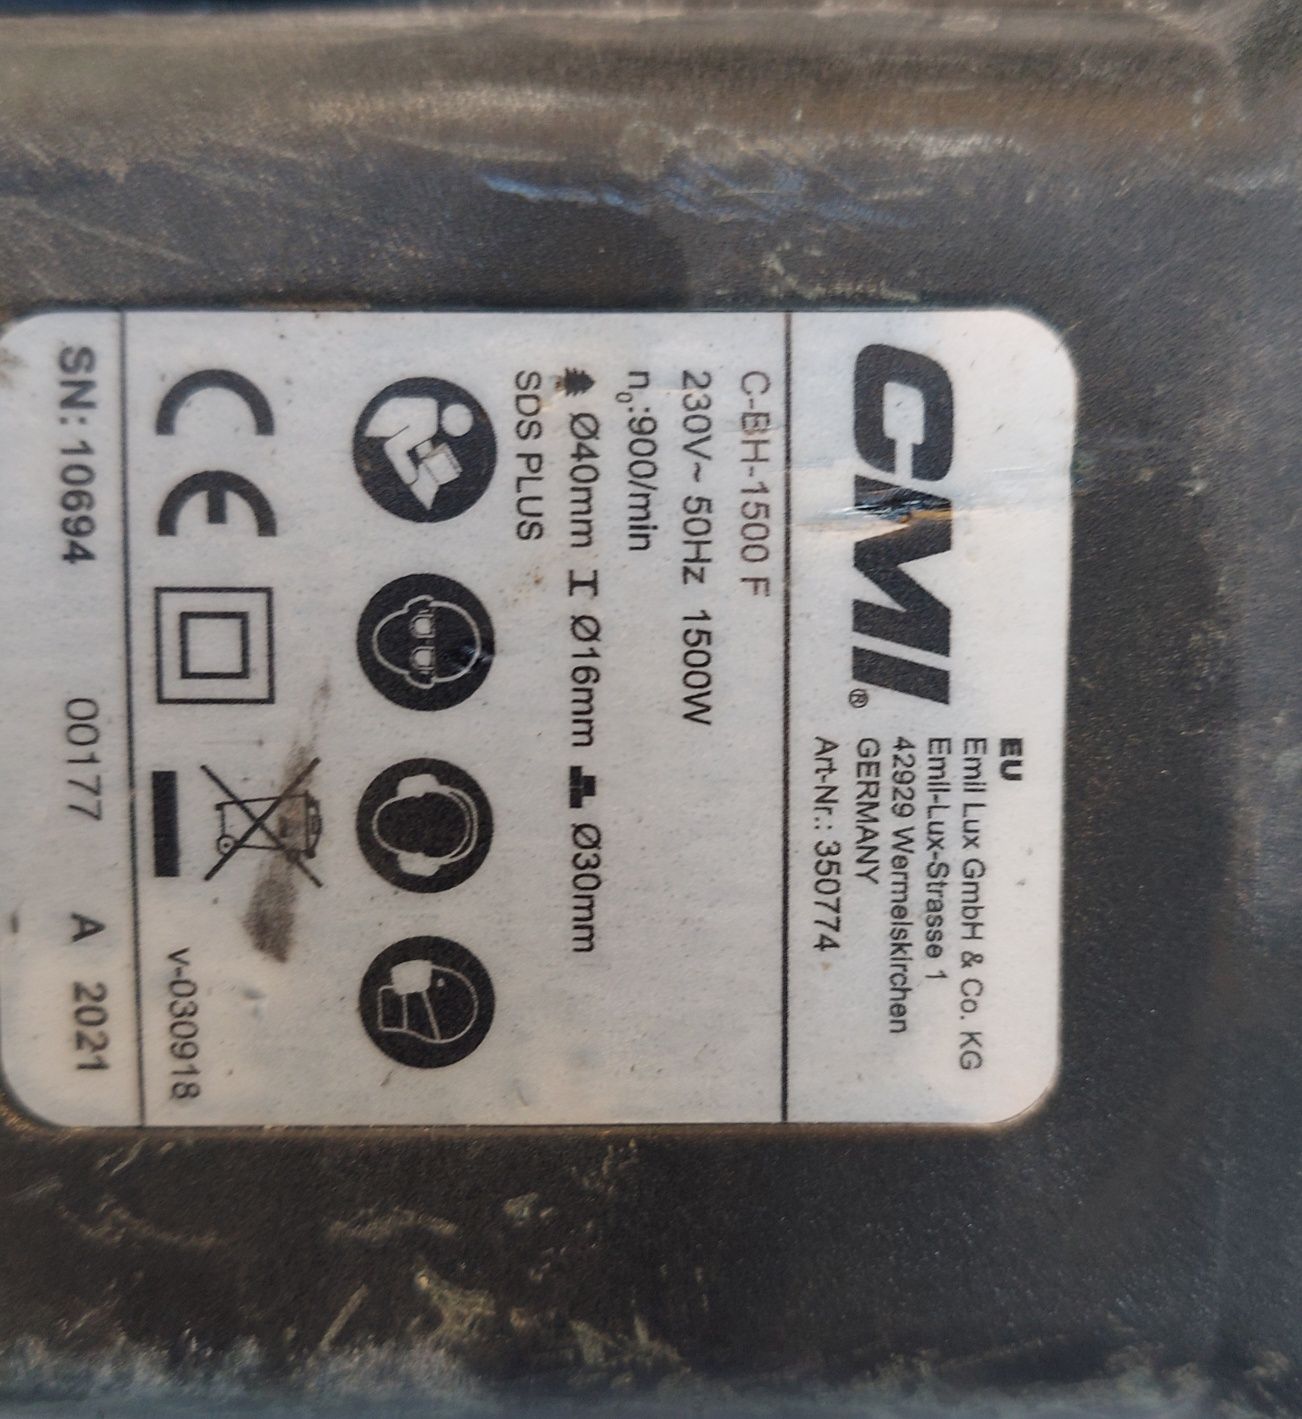 CMI®
EU
Emil Lux GmbH & Co. KG
Emil-Lux-Strasse 1
42929 Wermelskirchen
GERMANY
Art-Nr.: 350774
C-BH-1500 F
230V~ 50Hz 1500W
n₀:900/min
Ø40mm Ø16mm Ø30mm
SDS PLUS
CE
v-030918
SN: 10694 00177 A 2021